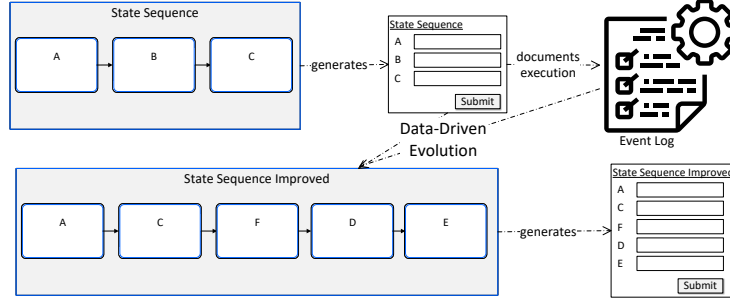 State Sequence
A
B
C
generates
State Sequence
A
B
C
Submit
documents
execution
Event Log
Data-Driven
Evolution
State Sequence Improved
A
C
F
D
E
generates
State Sequence Improved
A
C
F
D
E
Submit